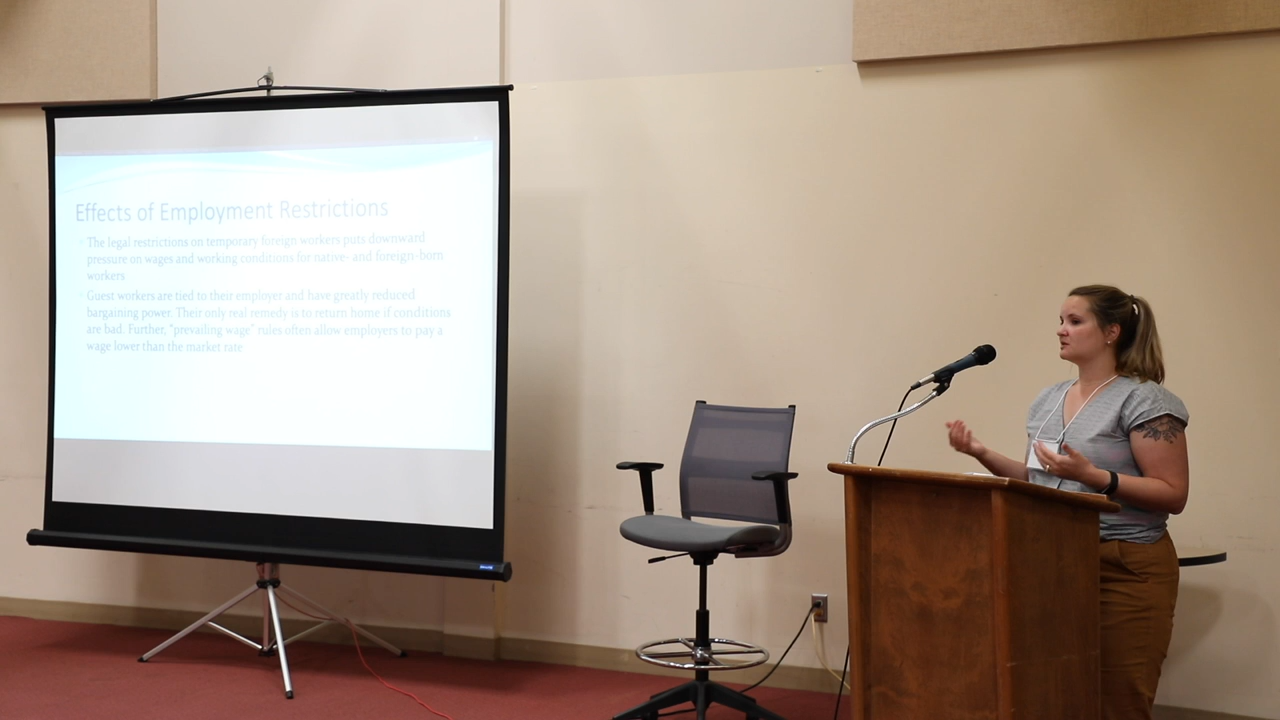 Effects of Employment Restrictions
The legal restrictions on temporary foreign workers puts downward
pressure on wages and working conditions for native- and foreign-born
workers
Guest workers are tied to their employer and have greatly reduced
bargaining power. Their only real remedy is to return home if conditions
are bad. Further, "prevailing wage" rules often allow employers to pay a
wage lower than the market rate